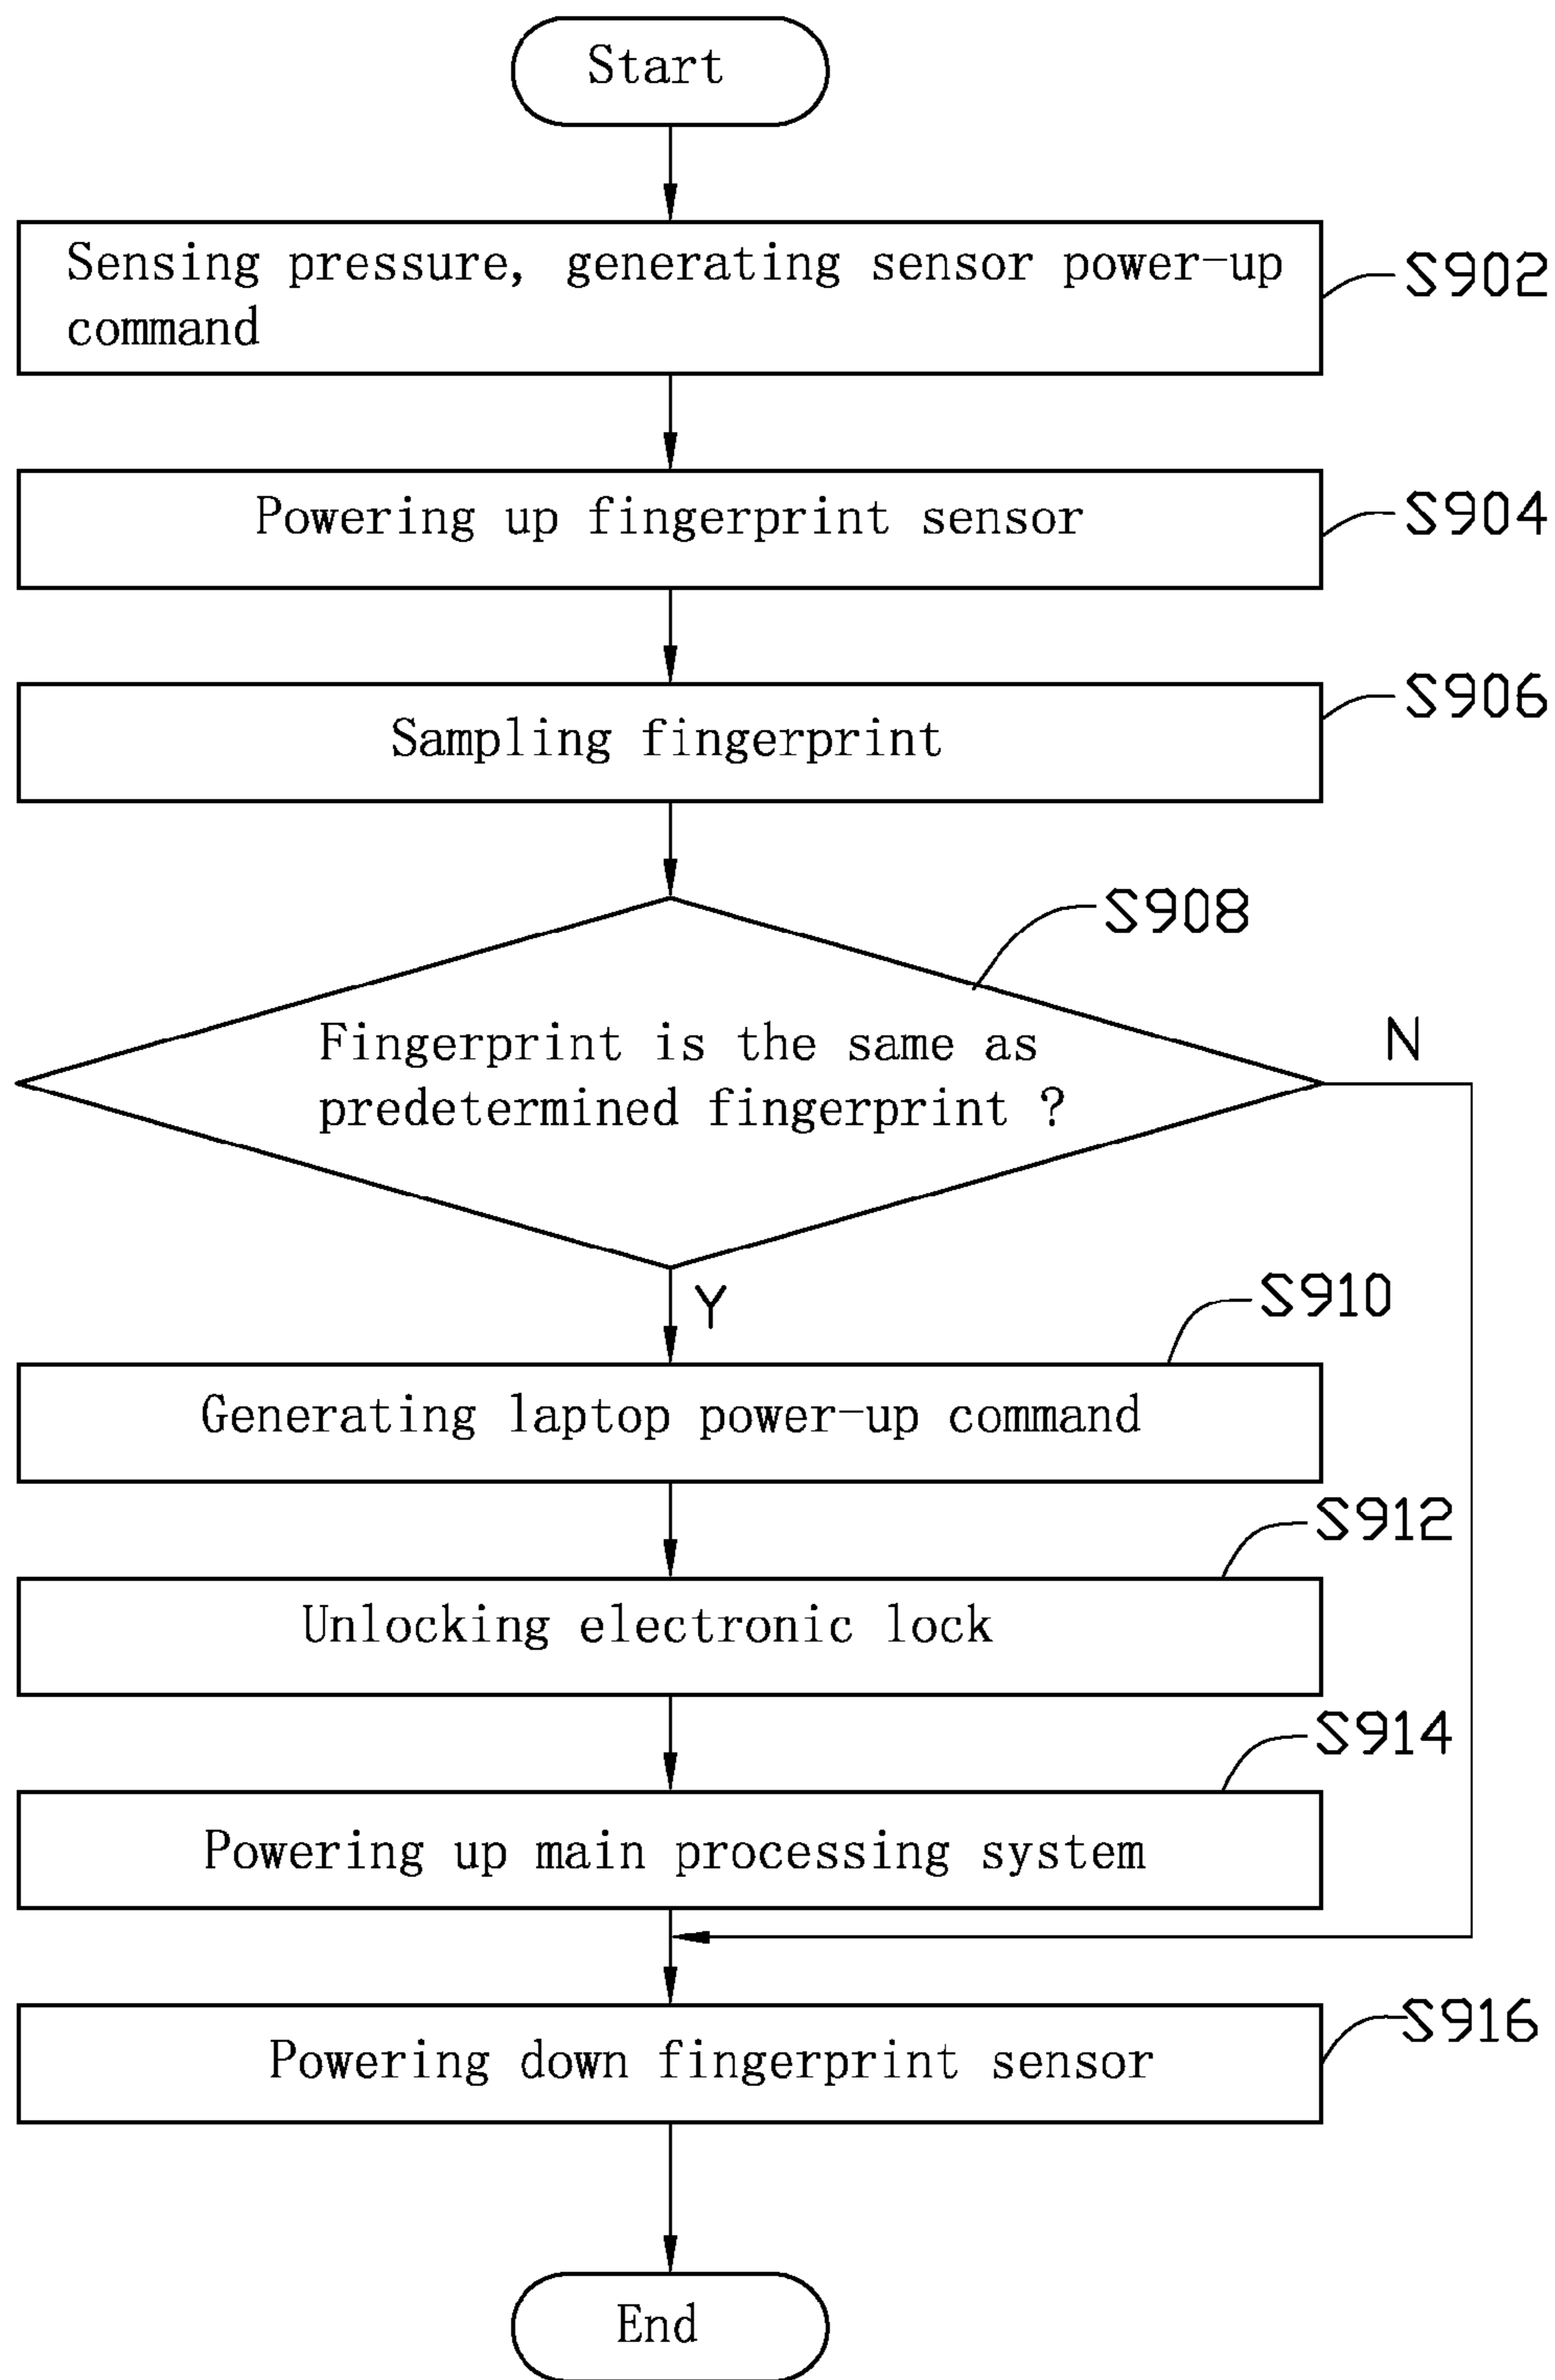 Start
Sensing pressure, generating sensor power-up
command
S902
Powering up fingerprint sensor
S904
Sampling fingerprint
S906
S908
Fingerprint is the same as
predetermined fingerprint ?
N
Y
S910
Generating laptop power-up command
S912
Unlocking electronic lock
S914
Powering up main processing system
S916
Powering down fingerprint sensor
End